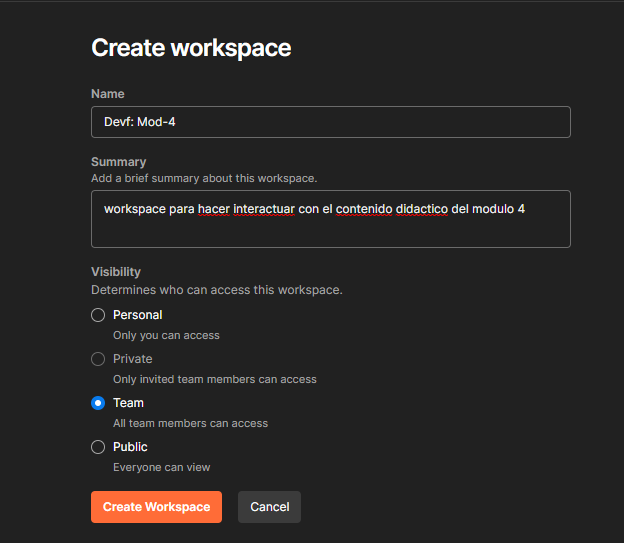 Create workspace
Name
Devf: Mod-4
Summary
Add a brief summary about this workspace.
workspace para hacer interactuar con el contenido didactico del modulo 4
Visibility
Determines who can access this workspace.
Personal
Only you can access
Private
Only invited team members can access
Team
All team members can access
Public
Everyone can view
Create Workspace Cancel